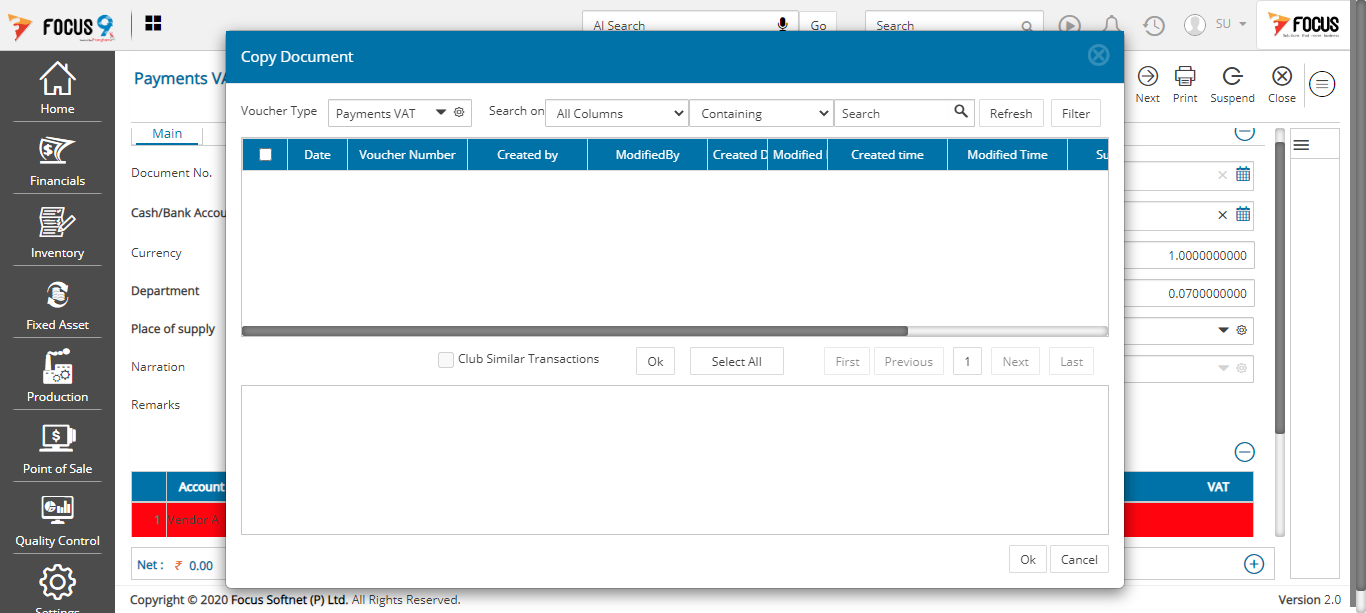 FOCUS 9
AI Search
Go
Search
SU
FOCUS
Copy Document
Payments VA
Next
Print
Suspend
Close
Voucher Type
Payments VAT
Search on
All Columns
Containing
Search
Refresh
Filter
Date
Voucher Number
Created by
ModifiedBy
Created D
Modified
Created time
Modified Time
Su
Home
Financials
Inventory
Fixed Asset
Production
Point of Sale
Quality Control
Settings
Main
Document No.
Cash/Bank Accou
Currency
1.0000000000
Department
0.0700000000
Place of supply
Narration
Remarks
Club Similar Transactions
Ok
Select All
First
Previous
1
Next
Last
Account
VAT
1
Vendor A
Net : ₹ 0.00
Ok
Cancel
Copyright © 2020 Focus Softnet (P) Ltd. All Rights Reserved.
Version 2.0